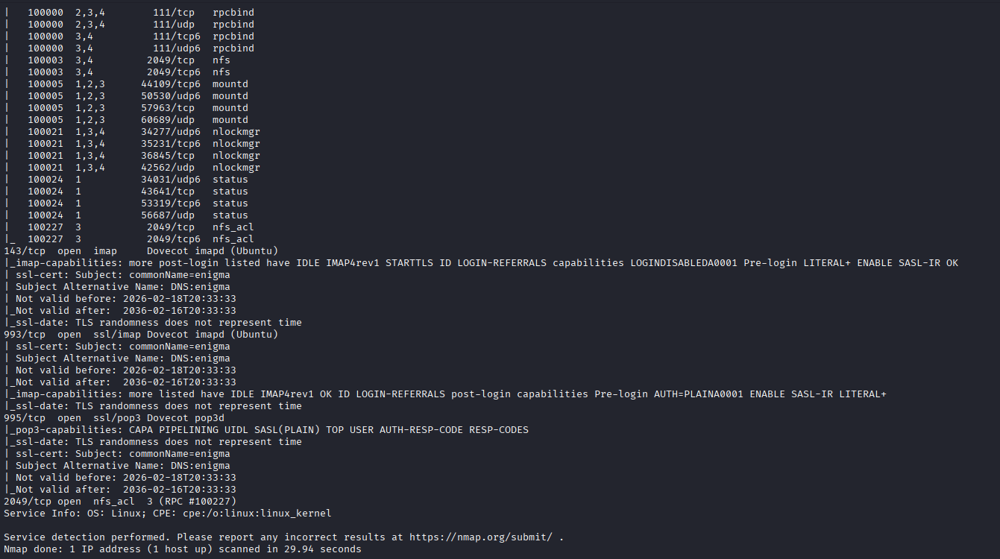 |   100000  2,3,4        111/tcp   rpcbind
|   100000  2,3,4        111/udp   rpcbind
|   100000  3,4          111/tcp6  rpcbind
|   100000  3,4          111/udp6  rpcbind
|   100003  3,4         2049/tcp   nfs
|   100003  3,4         2049/tcp6  nfs
|   100005  1,2,3      44109/tcp6  mountd
|   100005  1,2,3      50530/udp6  mountd
|   100005  1,2,3      57963/tcp   mountd
|   100005  1,2,3      60689/udp   mountd
|   100021  1,3,4      34277/udp6  nlockmgr
|   100021  1,3,4      35231/tcp6  nlockmgr
|   100021  1,3,4      36845/tcp   nlockmgr
|   100021  1,3,4      42562/udp   nlockmgr
|   100024  1          34031/udp6  status
|   100024  1          43641/tcp   status
|   100024  1          53319/tcp6  status
|   100024  1          56687/udp   status
|   100227  3           2049/tcp   nfs_acl
|_  100227  3           2049/tcp6  nfs_acl
143/tcp  open  imap     Dovecot imapd (Ubuntu)
|_imap-capabilities: more post-login listed have IDLE IMAP4rev1 STARTTLS ID LOGIN-REFERRALS capabilities LOGINDISABLEDA0001 Pre-login LITERAL+ ENABLE SASL-IR OK
| ssl-cert: Subject: commonName=enigma
| Subject Alternative Name: DNS:enigma
| Not valid before: 2026-02-18T20:33:33
|_Not valid after:  2036-02-16T20:33:33
|_ssl-date: TLS randomness does not represent time
993/tcp  open  ssl/imap Dovecot imapd (Ubuntu)
| ssl-cert: Subject: commonName=enigma
| Subject Alternative Name: DNS:enigma
| Not valid before: 2026-02-18T20:33:33
|_Not valid after:  2036-02-16T20:33:33
|_imap-capabilities: more listed have IDLE IMAP4rev1 OK ID LOGIN-REFERRALS post-login capabilities Pre-login AUTH=PLAINA0001 ENABLE SASL-IR LITERAL+
|_ssl-date: TLS randomness does not represent time
995/tcp  open  ssl/pop3 Dovecot pop3d
|_pop3-capabilities: CAPA PIPELINING UIDL SASL(PLAIN) TOP USER AUTH-RESP-CODE RESP-CODES
|_ssl-date: TLS randomness does not represent time
| ssl-cert: Subject: commonName=enigma
| Subject Alternative Name: DNS:enigma
| Not valid before: 2026-02-18T20:33:33
|_Not valid after:  2036-02-16T20:33:33
2049/tcp open  nfs_acl  3 (RPC #100227)
Service Info: OS: Linux; CPE: cpe:/o:linux:linux_kernel

Service detection performed. Please report any incorrect results at https://nmap.org/submit/ .
Nmap done: 1 IP address (1 host up) scanned in 29.94 seconds